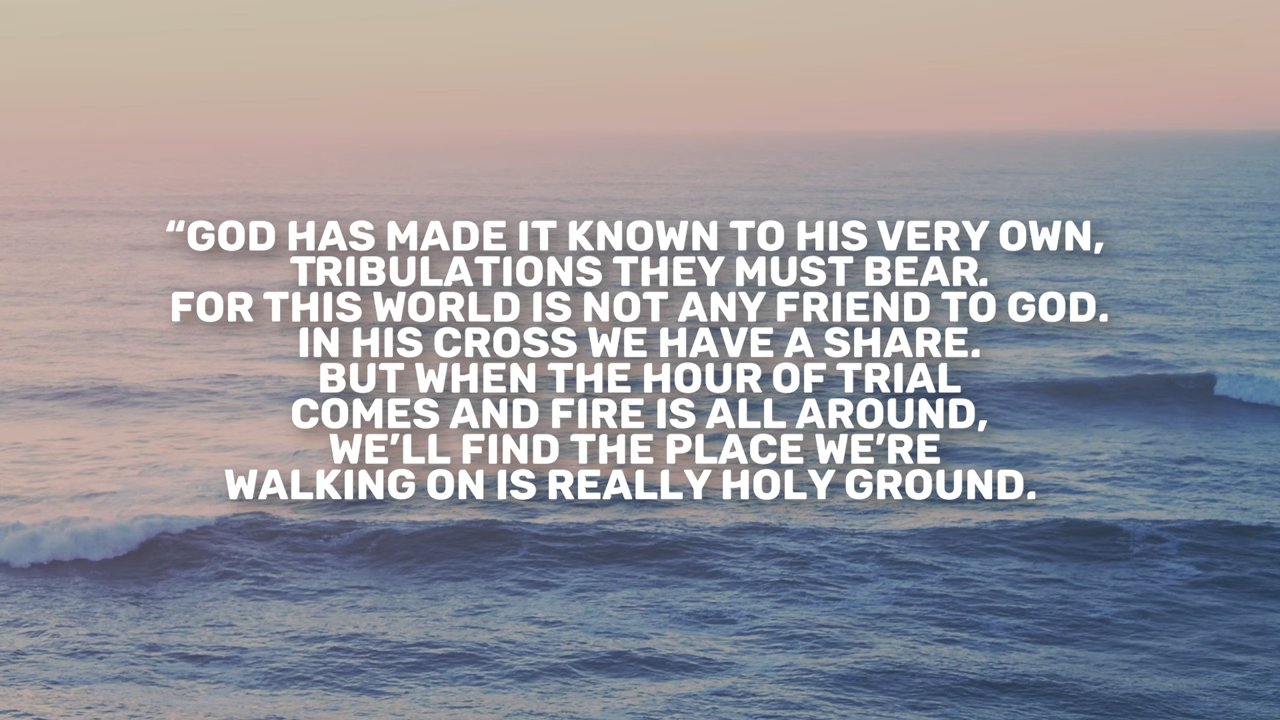 “GOD HAS MADE IT KNOWN TO HIS VERY OWN,
TRIBULATIONS THEY MUST BEAR.
FOR THIS WORLD IS NOT ANY FRIEND TO GOD.
IN HIS CROSS WE HAVE A SHARE.
BUT WHEN THE HOUR OF TRIAL
COMES AND FIRE IS ALL AROUND,
WE’LL FIND THE PLACE WE’RE
WALKING ON IS REALLY HOLY GROUND.